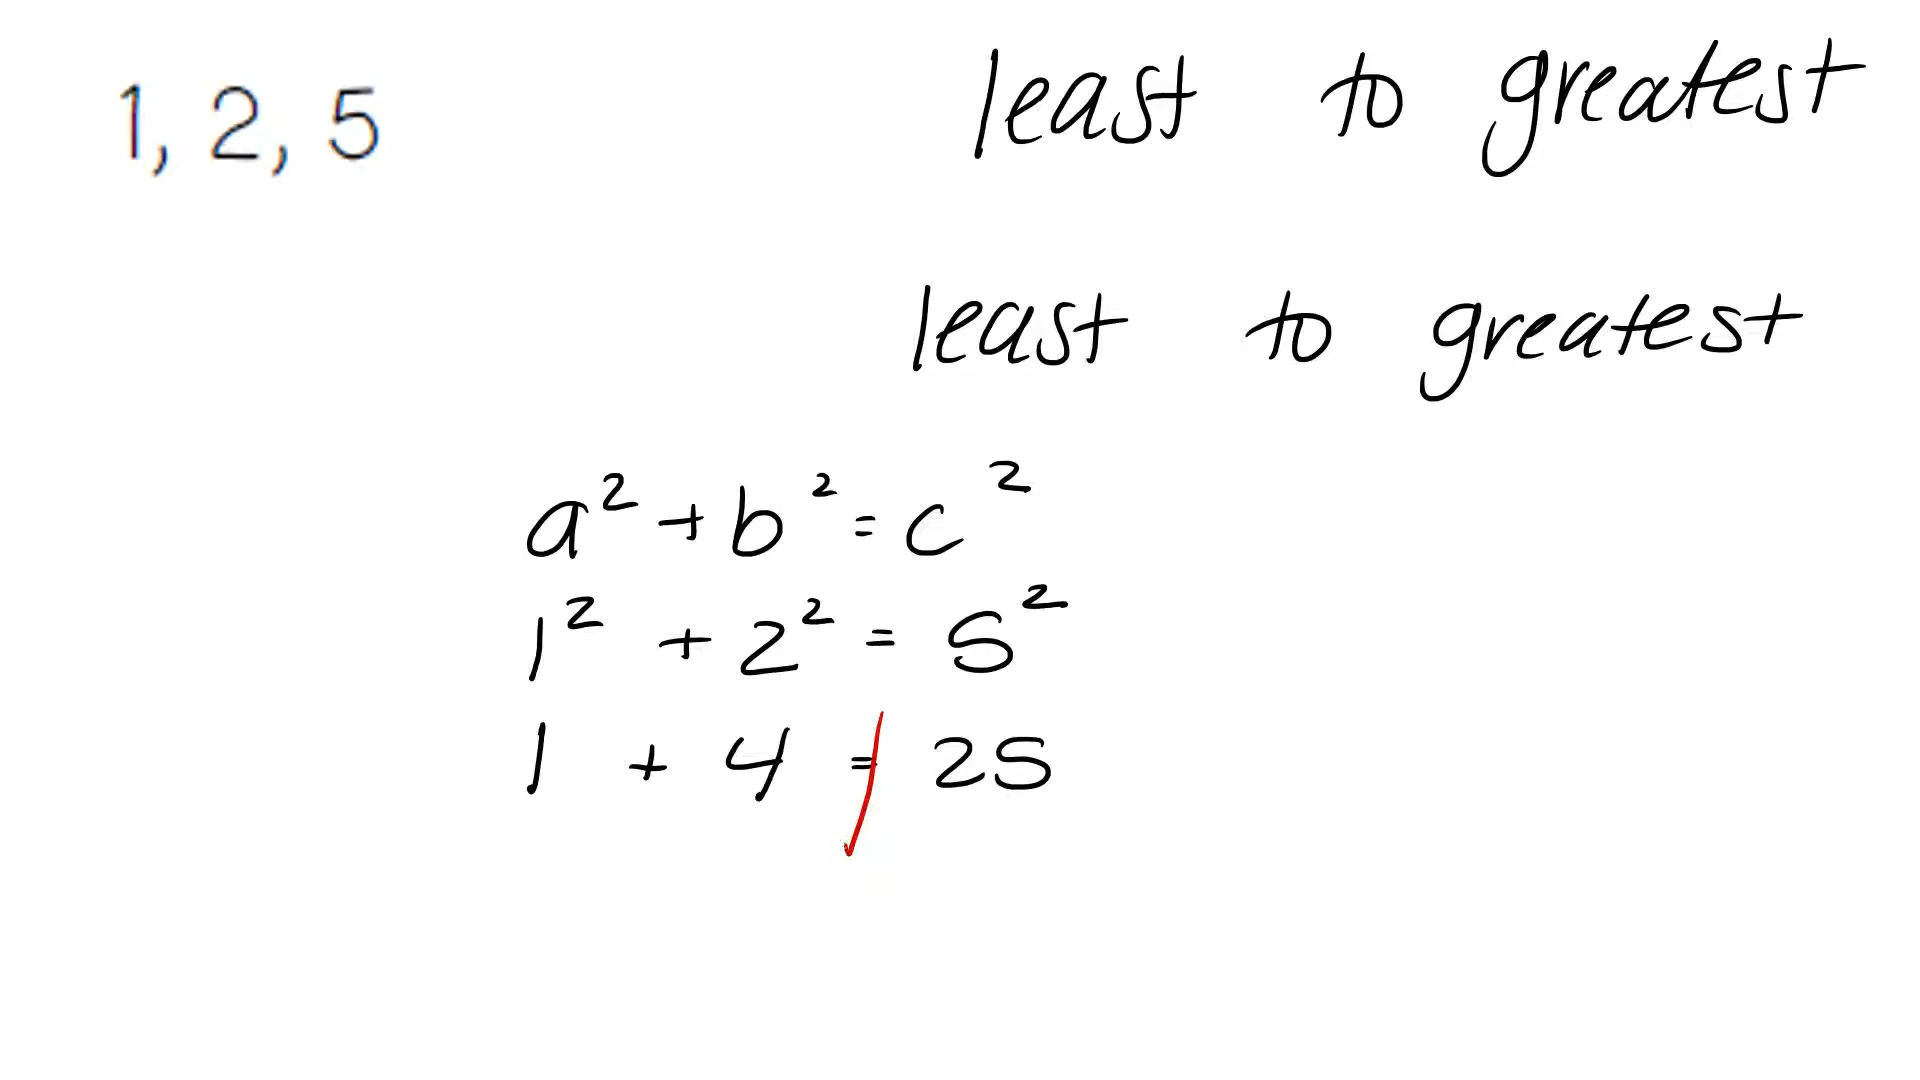 1, 2, 5
least to greatest
least to greatest
a² + b² = c²
1² + 2² = 5²
1 + 4 ≠ 25